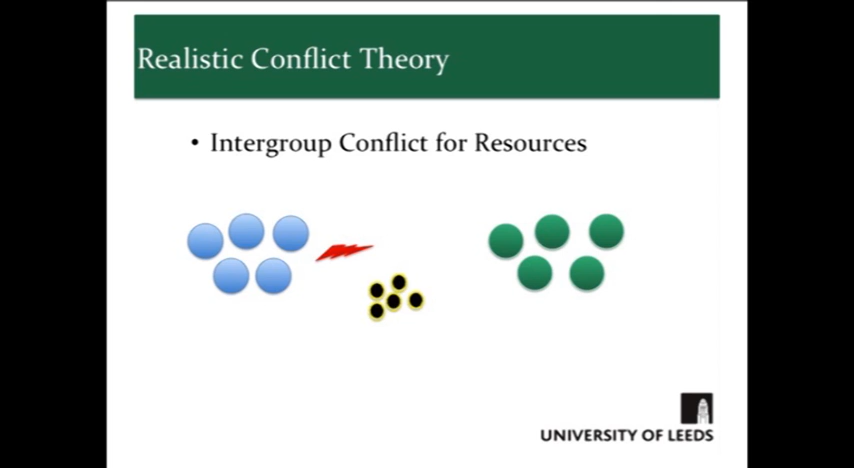 Realistic Conflict Theory
• Intergroup Conflict for Resources
UNIVERSITY OF LEEDS